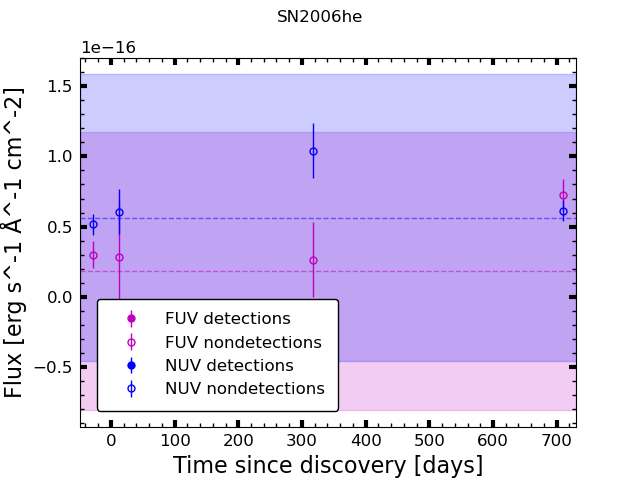 SN2006he
1e−16
1.5
1.0
0.5
0.0
−0.5
Flux [erg s^-1 Å^-1 cm^-2]
FUV detections
FUV nondetections
NUV detections
NUV nondetections
0 100 200 300 400 500 600 700
Time since discovery [days]